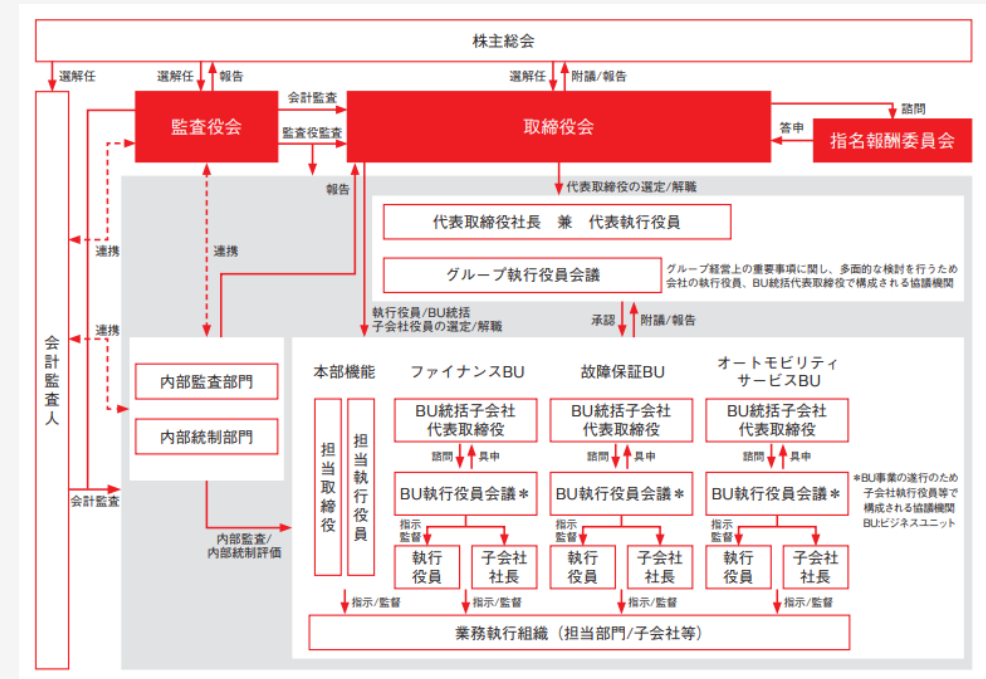 株主総会
選解任
選解任
報告
選解任
附議/報告
監査役会
会計監査
監査役監査
取締役会
諮問
答申
指名報酬委員会
報告
代表取締役の選定/解職
代表取締役社長 兼 代表執行役員
グループ執行役員会議
グループ経営上の重要事項に関し、多面的な検討を行うため
会社の執行役員、BU統括代表取締役で構成される協議機関
連携
連携
執行役員/BU統括
子会社役員の選定/解職
承認
附議/報告
連携
会計監査人
内部監査部門
内部統制部門
会計監査
内部監査/
内部統制評価
本部機能
担当取締役
担当執行役員
ファイナンスBU
BU統括子会社
代表取締役
諮問
具申
BU執行役員会議*
指示
監督
執行
役員
子会社
社長
故障保証BU
BU統括子会社
代表取締役
諮問
具申
BU執行役員会議*
指示
監督
執行
役員
子会社
社長
オートモビリティ
サービスBU
BU統括子会社
代表取締役
諮問
具申
BU執行役員会議*
指示
監督
執行
役員
子会社
社長
*BU事業の遂行のため
子会社執行役員等で
構成される協議機関
BU:ビジネスユニット
指示/監督
指示/監督
指示/監督
指示/監督
業務執行組織（担当部門/子会社等）